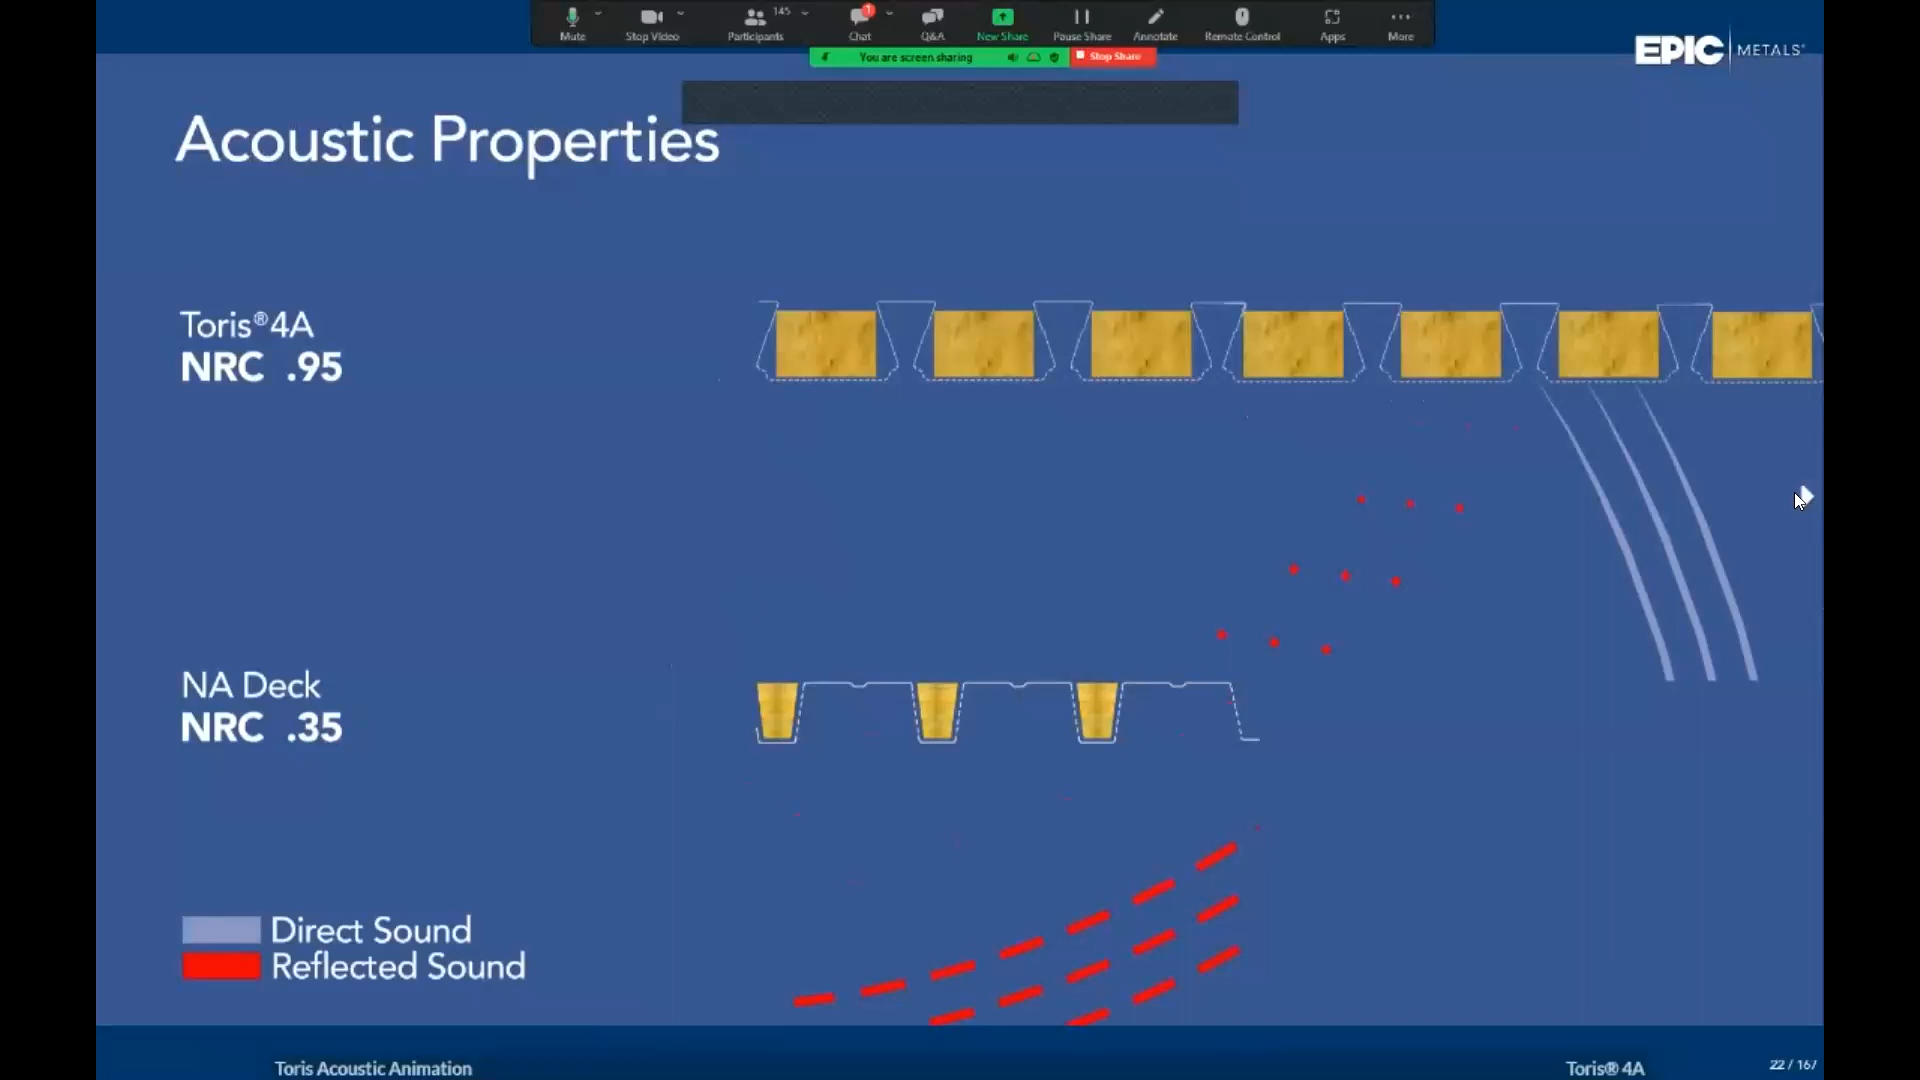 145
1
Mute
Stop Video
Participants
Chat
Q&A
New Share
Pause Share
Annotate
Remote Control
Apps
More
You are screen sharing
Stop Share
EPIC METALS®
Acoustic Properties
Toris®4A
NRC .95
NA Deck
NRC .35
Direct Sound
Reflected Sound
Toris Acoustic Animation
Toris® 4A
22 / 167